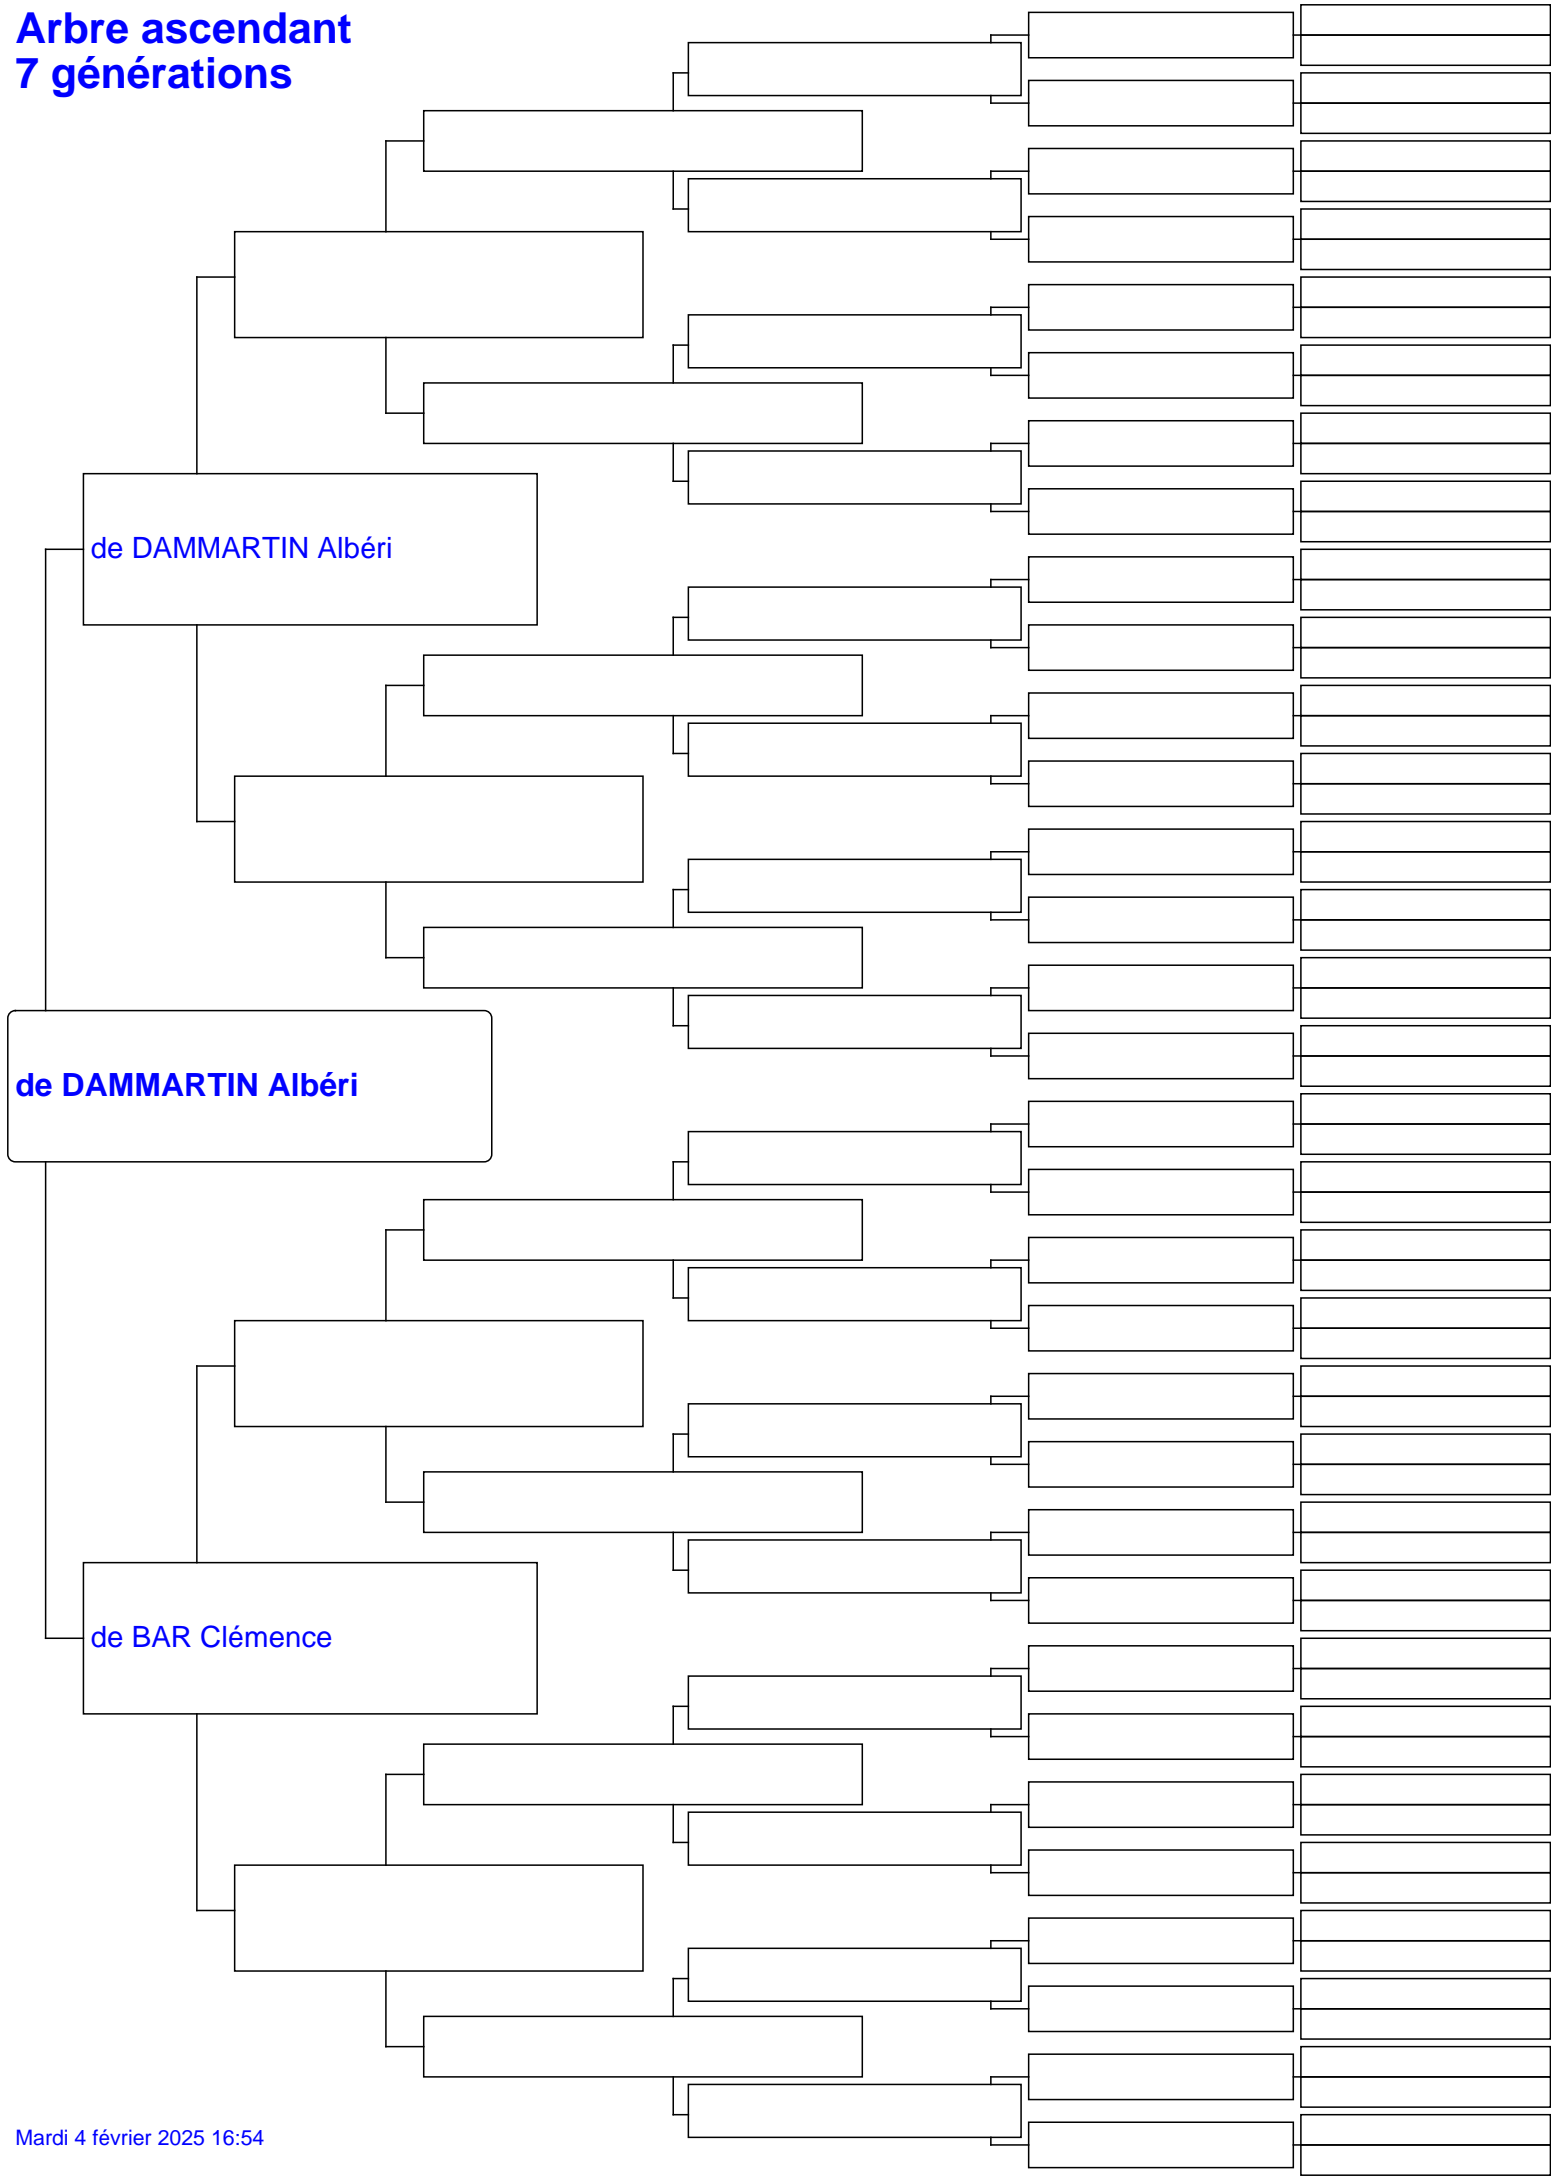 Arbre ascendant
7 générations
de DAMMARTIN Albéri
de DAMMARTIN Albéri
de BAR Clémence
Mardi 4 février 2025 16:54